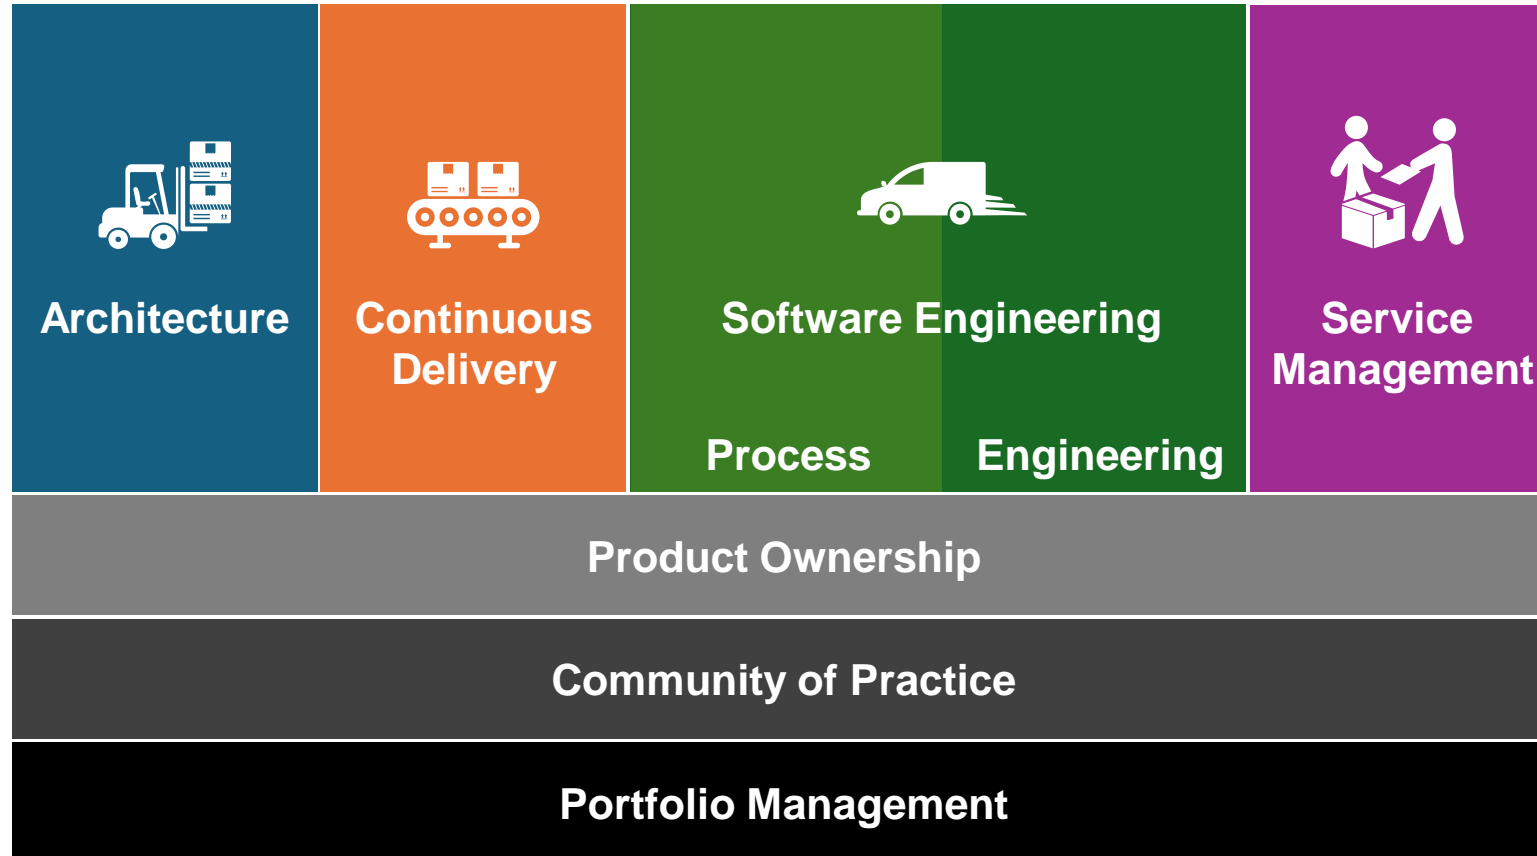 Architecture
Continuous
Delivery
Software Engineering
Process
Engineering
Service
Management
Product Ownership
Community of Practice
Portfolio Management